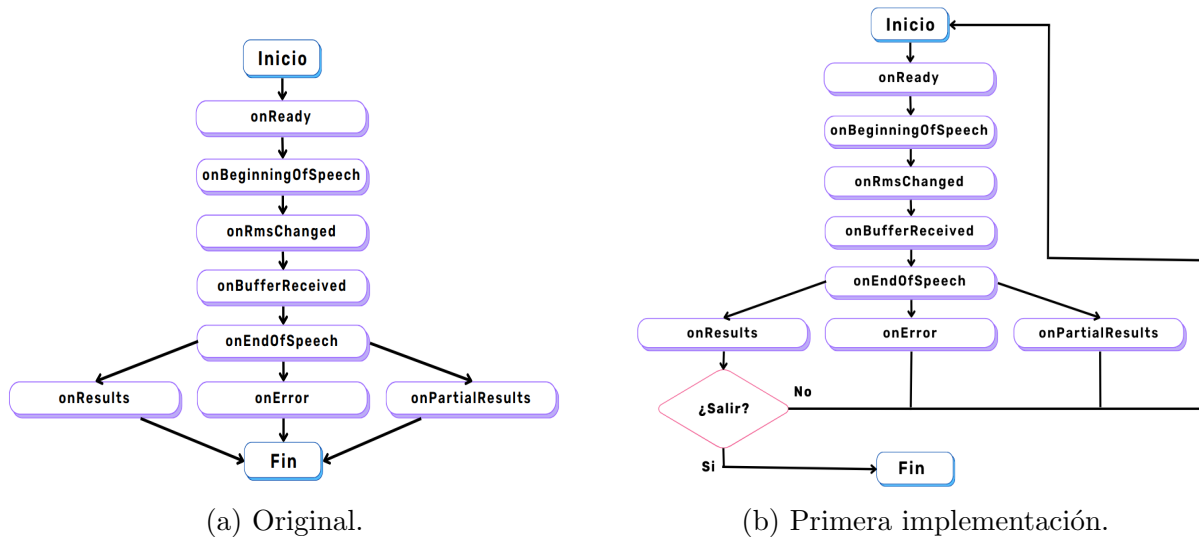 Inicio
onReady
onBeginningOfSpeech
onRmsChanged
onBufferReceived
onEndOfSpeech
onResults
onError
onPartialResults
Fin
(a) Original.
Inicio
onReady
onBeginningOfSpeech
onRmsChanged
onBufferReceived
onEndOfSpeech
onResults
onError
onPartialResults
¿Salir?
No
Si
Fin
(b) Primera implementación.